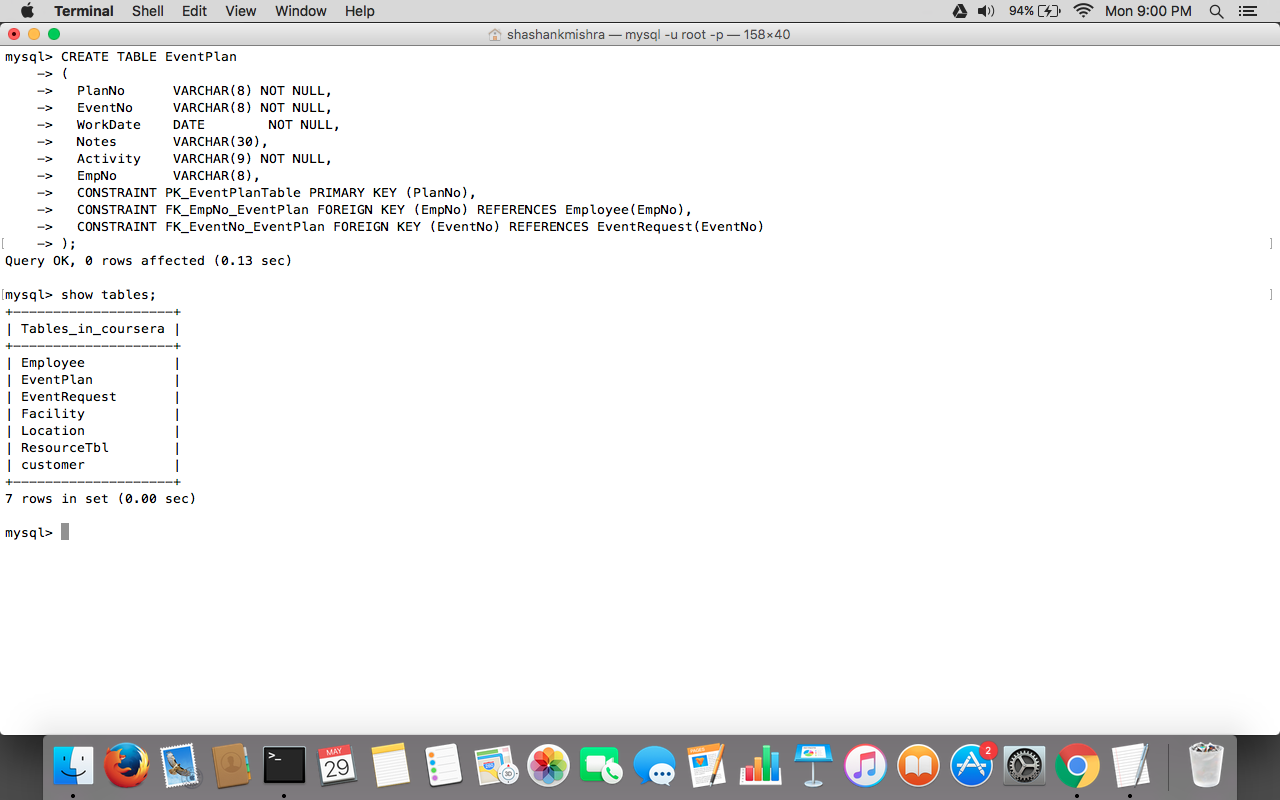 Terminal Shell Edit View Window Help 94% Mon 9:00 PM
shashankmishra — mysql -u root -p — 158×40
mysql> CREATE TABLE EventPlan
    -> (
    ->   PlanNo      VARCHAR(8) NOT NULL,
    ->   EventNo     VARCHAR(8) NOT NULL,
    ->   WorkDate    DATE        NOT NULL,
    ->   Notes       VARCHAR(30),
    ->   Activity    VARCHAR(9) NOT NULL,
    ->   EmpNo       VARCHAR(8),
    ->   CONSTRAINT PK_EventPlanTable PRIMARY KEY (PlanNo),
    ->   CONSTRAINT FK_EmpNo_EventPlan FOREIGN KEY (EmpNo) REFERENCES Employee(EmpNo),
    ->   CONSTRAINT FK_EventNo_EventPlan FOREIGN KEY (EventNo) REFERENCES EventRequest(EventNo)
[    -> ); ]
Query OK, 0 rows affected (0.13 sec)
[mysql> show tables; ]
+--------------------+
| Tables_in_coursera |
+--------------------+
| Employee           |
| EventPlan          |
| EventRequest       |
| Facility           |
| Location           |
| ResourceTbl        |
| customer           |
+--------------------+
7 rows in set (0.00 sec)
mysql>
>_
MAY
29
3D
PAGES
2